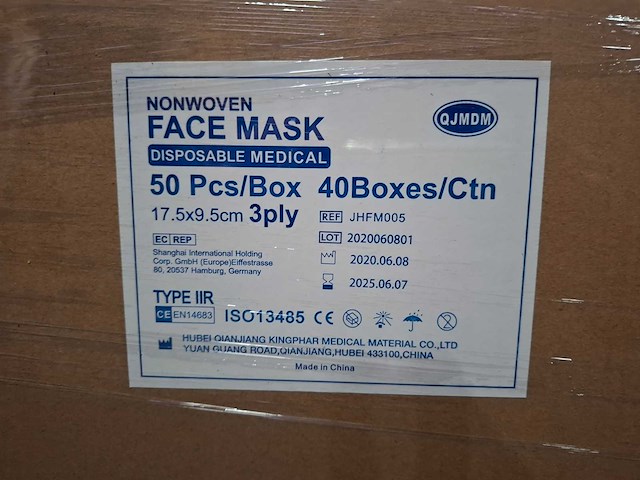 NONWOVEN
FACE MASK
QJMDM
DISPOSABLE MEDICAL
50 Pcs/Box 40Boxes/Ctn
17.5x9.5cm 3ply
REF JHFM005
LOT 2020060801
EC REP
Shanghai International Holding
Corp. GmbH (Europe)Eiffestrasse
80, 20537 Hamburg, Germany
2020.06.08
2025.06.07
TYPE IIR
CE EN14683 ISO13485 CE
HUBEI QIANJIANG KINGPHAR MEDICAL MATERIAL CO.,LTD
YUAN GUANG ROAD,QIANJIANG,HUBEI 433100,CHINA
Made in China